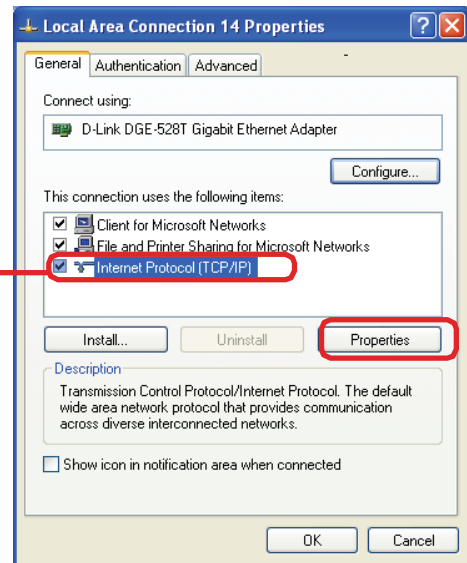 Local Area Connection 14 Properties
General Authentication Advanced
Connect using:
D-Link DGE-528T Gigabit Ethernet Adapter
Configure...
This connection uses the following items:
Client for Microsoft Networks
File and Printer Sharing for Microsoft Networks
Internet Protocol (TCP/IP)
Install... Uninstall Properties
Description
Transmission Control Protocol/Internet Protocol. The default
wide area network protocol that provides communication
across diverse interconnected networks.
Show icon in notification area when connected
OK Cancel